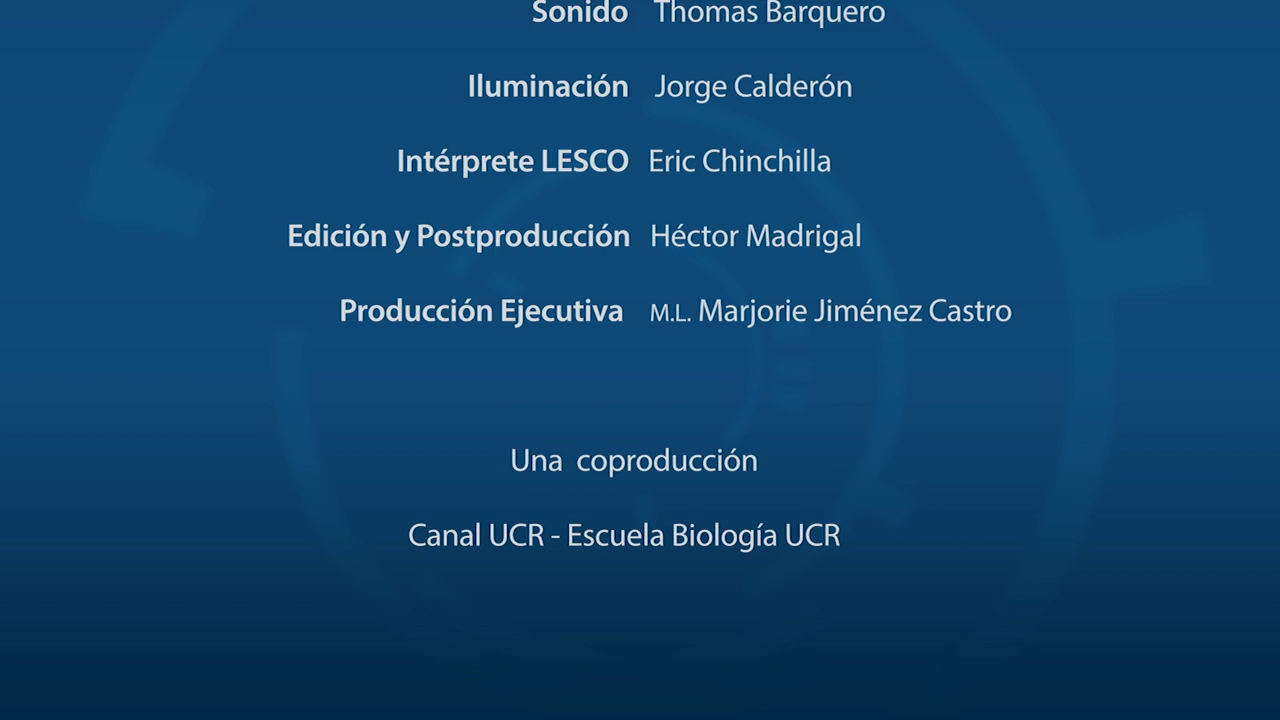 Sonido Thomas Barquero
Iluminación Jorge Calderón
Intérprete LESCO Eric Chinchilla
Edición y Postproducción Héctor Madrigal
Producción Ejecutiva M.L. Marjorie Jiménez Castro
Una coproducción
Canal UCR - Escuela Biología UCR